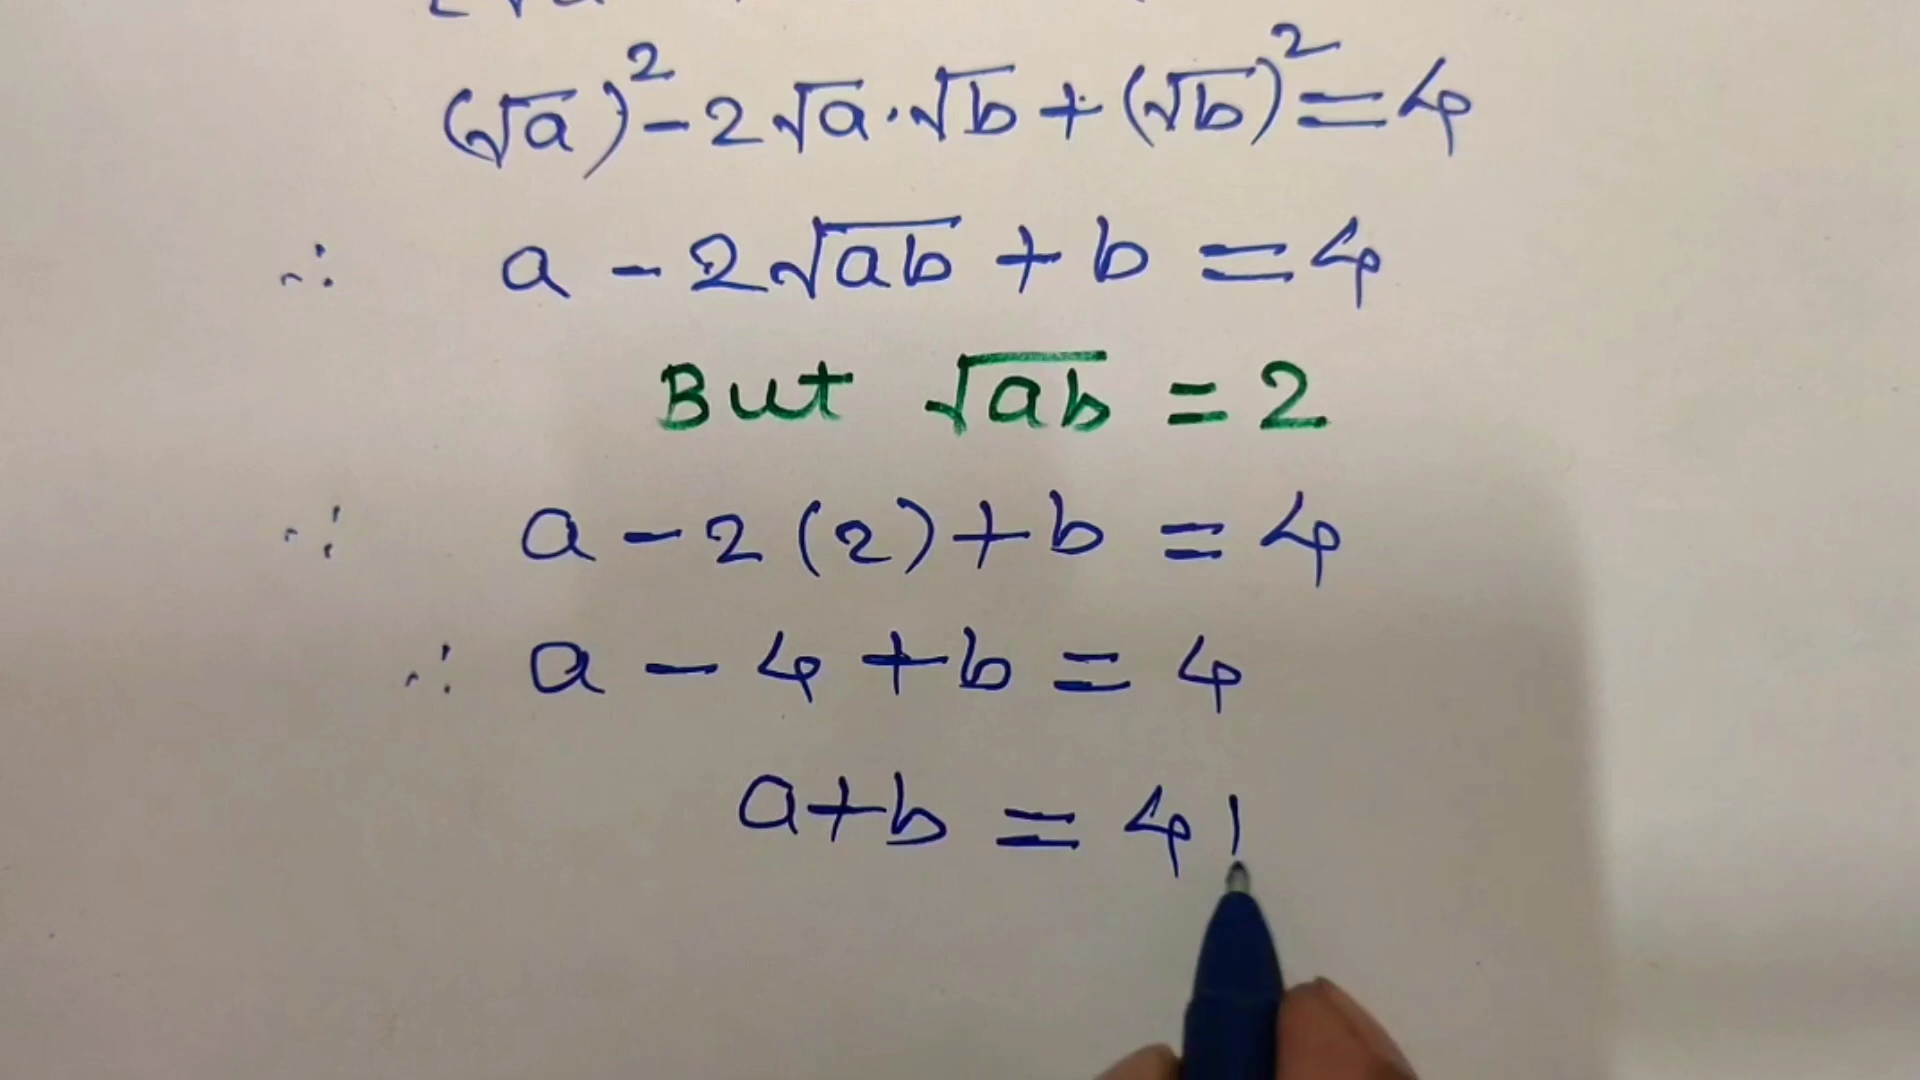 (√a)² - 2√a·√b + (√b)² = 4
∴ a - 2√ab + b = 4
But √ab = 2
∴ a - 2(2) + b = 4
∴ a - 4 + b = 4
a+b = 4